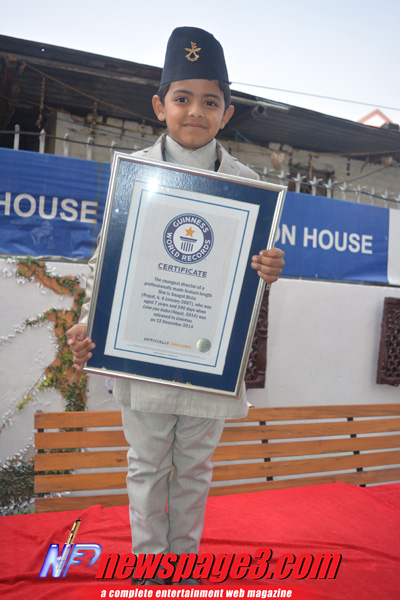 HOUSE
ON HOUSE
GUINNESS
WORLD
RECORDS
CERTIFICATE
The youngest director of a
professionally made feature length
film is Saugat Bista
(Nepal, b. 6 January 2007), who was
aged 7 years and 340 days when
Love you Baba (Nepal, 2014) was
released in cinemas
on 12 December 2014
OFFICIALLY AMAZING
NP newspage3.com
a complete entertainment web magazine